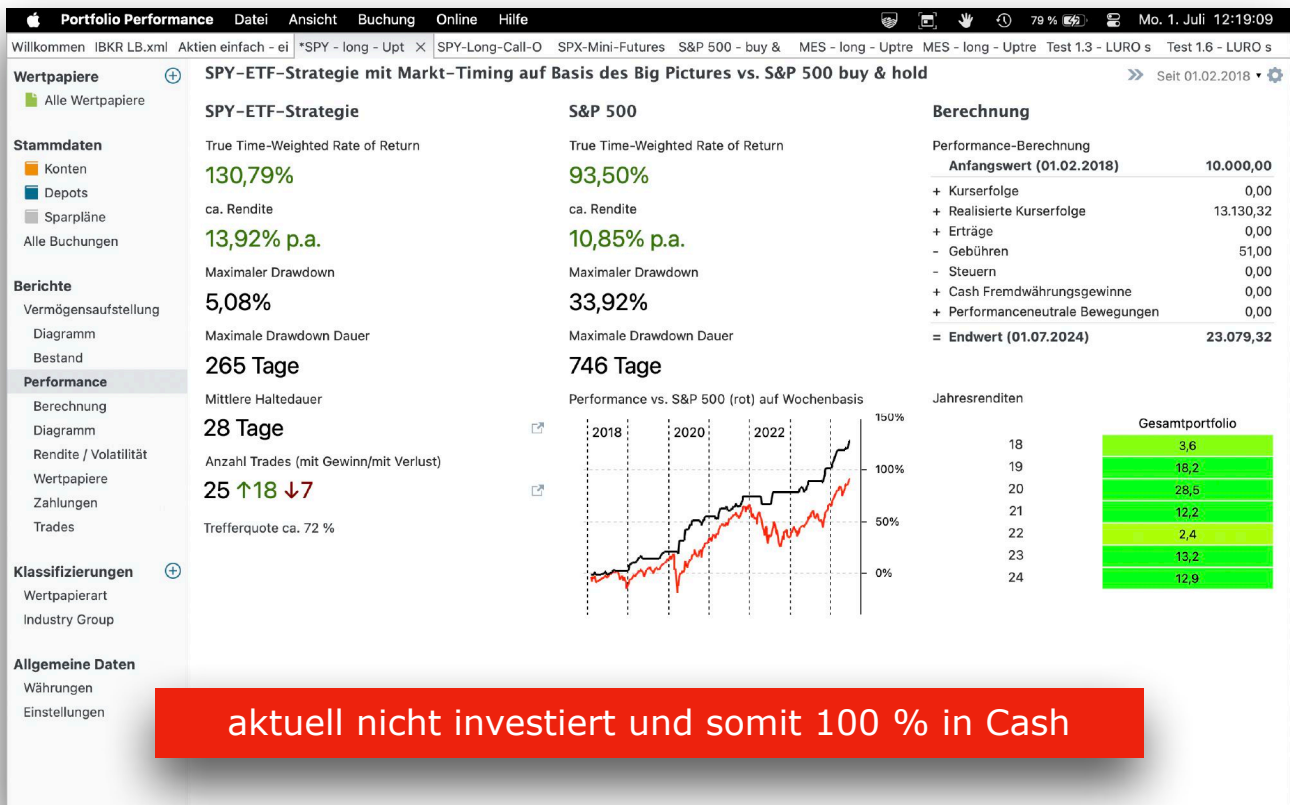 Portfolio Performance Datei Ansicht Buchung Online Hilfe 79 % Mo. 1. Juli 12:19:09
Willkommen IBKR LB.xml Aktien einfach - ei *SPY - long - Upt SPY-Long-Call-O SPX-Mini-Futures S&P 500 - buy & MES - long - Uptre MES - long - Uptre Test 1.3 - LURO s Test 1.6 - LURO s
Wertpapiere
Alle Wertpapiere
Stammdaten
Konten
Depots
Sparpläne
Alle Buchungen
Berichte
Vermögensaufstellung
Diagramm
Bestand
Performance
Berechnung
Diagramm
Rendite / Volatilität
Wertpapiere
Zahlungen
Trades
Klassifizierungen
Wertpapierart
Industry Group
Allgemeine Daten
Währungen
Einstellungen
SPY-ETF-Strategie mit Markt-Timing auf Basis des Big Pictures vs. S&P 500 buy & hold
Seit 01.02.2018
SPY-ETF-Strategie
True Time-Weighted Rate of Return
130,79%
ca. Rendite
13,92% p.a.
Maximaler Drawdown
5,08%
Maximale Drawdown Dauer
265 Tage
Mittlere Haltedauer
28 Tage
Anzahl Trades (mit Gewinn/mit Verlust)
25 ↑18 ↓7
Trefferquote ca. 72 %
S&P 500
True Time-Weighted Rate of Return
93,50%
ca. Rendite
10,85% p.a.
Maximaler Drawdown
33,92%
Maximale Drawdown Dauer
746 Tage
Performance vs. S&P 500 (rot) auf Wochenbasis
2018 2020 2022
150%
100%
50%
0%
Berechnung
Performance-Berechnung
Anfangswert (01.02.2018) 10.000,00
+ Kurserfolge 0,00
+ Realisierte Kurserfolge 13.130,32
+ Erträge 0,00
- Gebühren 51,00
- Steuern 0,00
+ Cash Fremdwährungsgewinne 0,00
+ Performanceneutrale Bewegungen 0,00
= Endwert (01.07.2024) 23.079,32
Jahresrenditen
Gesamtportfolio
18 3,6
19 18,2
20 28,5
21 12,2
22 2,4
23 13,2
24 12,9
aktuell nicht investiert und somit 100 % in Cash